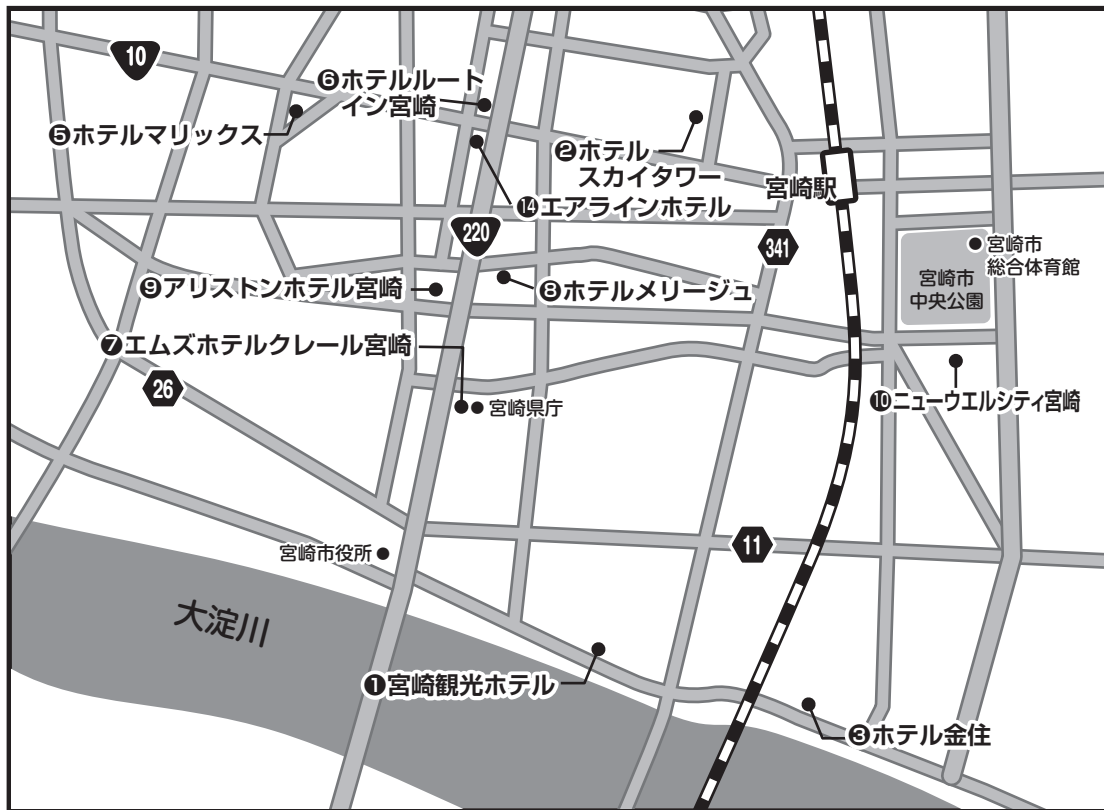 10
❻ホテルルート
イン宮崎
❺ホテルマリックス
❷ホテル
スカイタワー
宮崎駅
⓮エアラインホテル
220
341
宮崎市
総合体育館
宮崎市
中央公園
❾アリストンホテル宮崎
❽ホテルメリージュ
❼エムズホテルクレール宮崎
26
宮崎県庁
❿ニューウエルシティ宮崎
11
宮崎市役所
大淀川
❶宮崎観光ホテル
❸ホテル金住